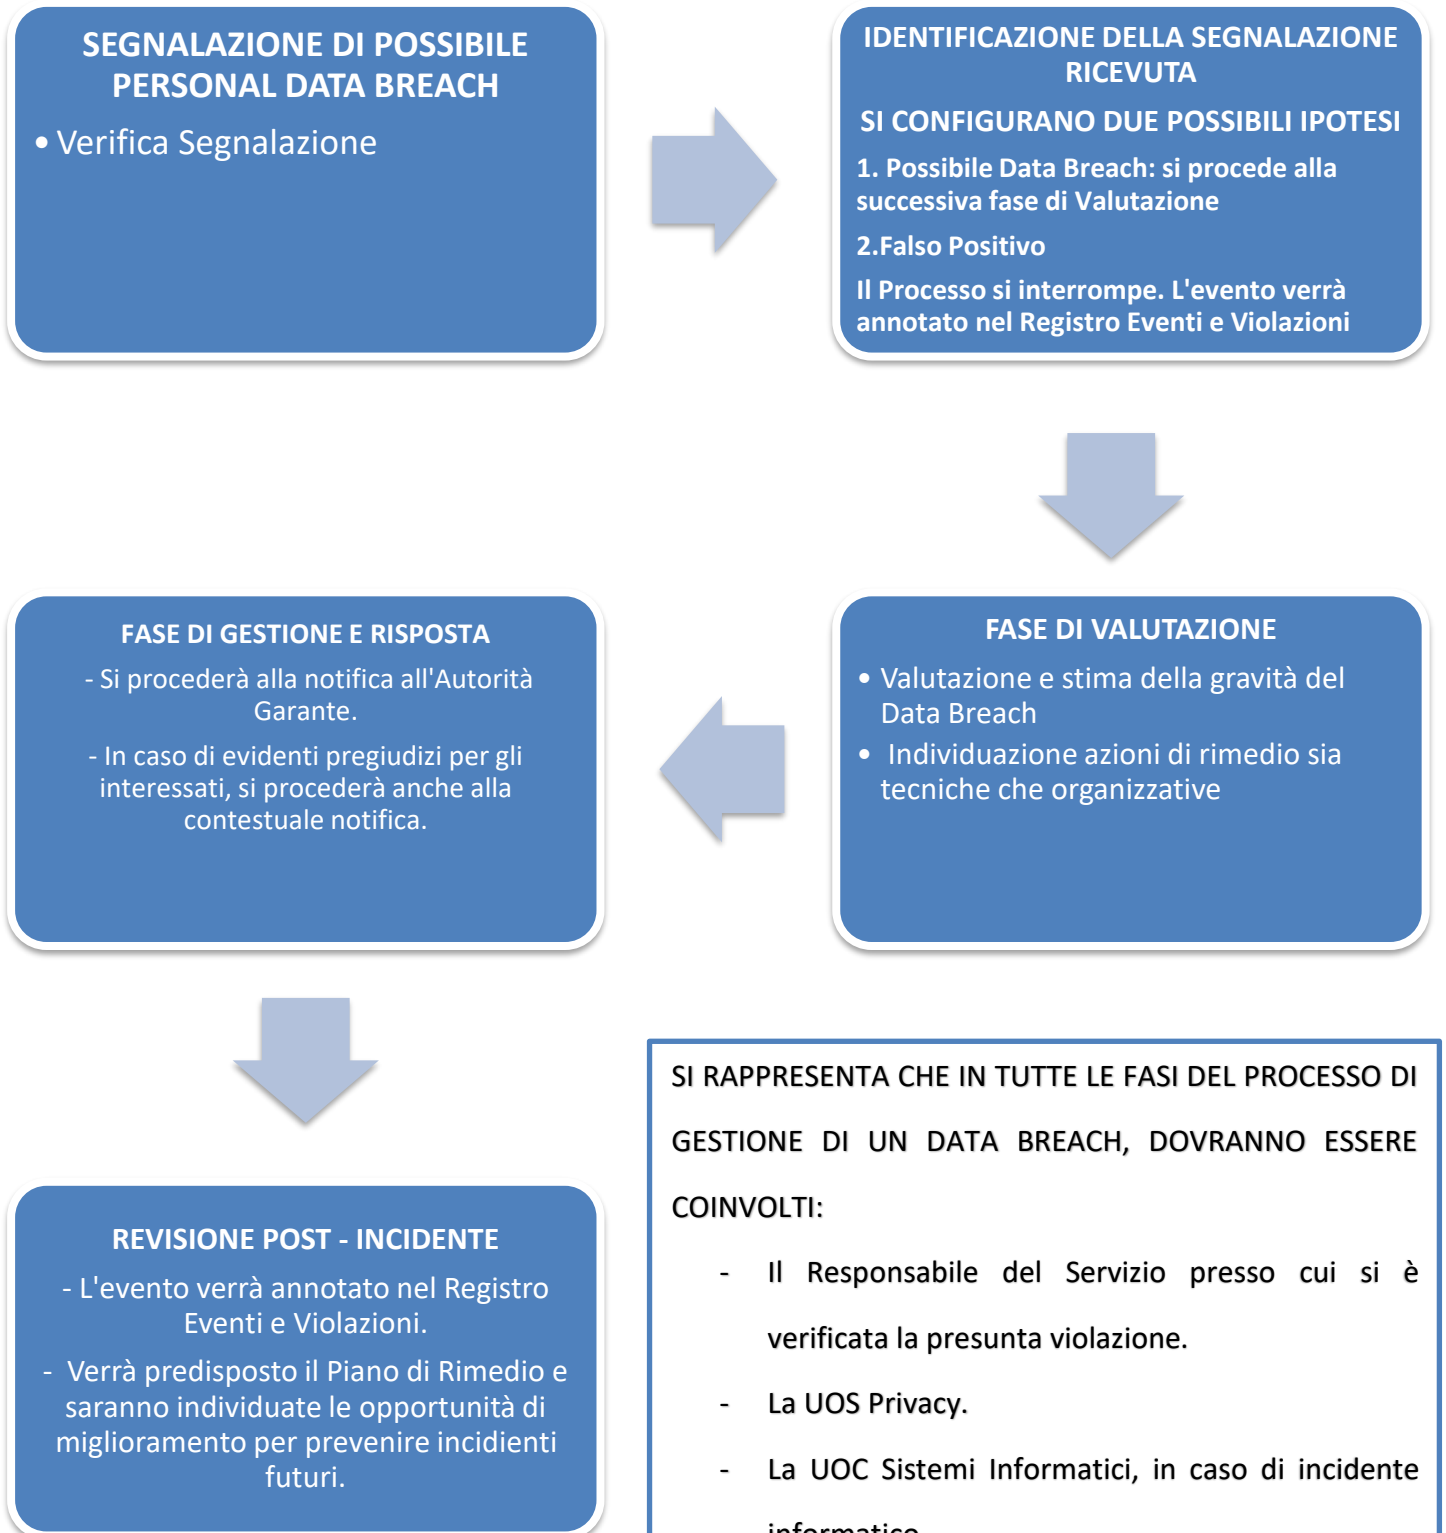 SEGNALAZIONE DI POSSIBILE
PERSONAL DATA BREACH
• Verifica Segnalazione
IDENTIFICAZIONE DELLA SEGNALAZIONE
RICEVUTA
SI CONFIGURANO DUE POSSIBILI IPOTESI
1. Possibile Data Breach: si procede alla
successiva fase di Valutazione
2.Falso Positivo
Il Processo si interrompe. L'evento verrà
annotato nel Registro Eventi e Violazioni
FASE DI VALUTAZIONE
• Valutazione e stima della gravità del
Data Breach
• Individuazione azioni di rimedio sia
tecniche che organizzative
FASE DI GESTIONE E RISPOSTA
- Si procederà alla notifica all'Autorità
Garante.
- In caso di evidenti pregiudizi per gli
interessati, si procederà anche alla
contestuale notifica.
REVISIONE POST - INCIDENTE
- L'evento verrà annotato nel Registro
Eventi e Violazioni.
- Verrà predisposto il Piano di Rimedio e
saranno individuate le opportunità di
miglioramento per prevenire incidienti
futuri.
SI RAPPRESENTA CHE IN TUTTE LE FASI DEL PROCESSO DI
GESTIONE DI UN DATA BREACH, DOVRANNO ESSERE
COINVOLTI:
- Il Responsabile del Servizio presso cui si è
verificata la presunta violazione.
- La UOS Privacy.
- La UOC Sistemi Informatici, in caso di incidente
informatico